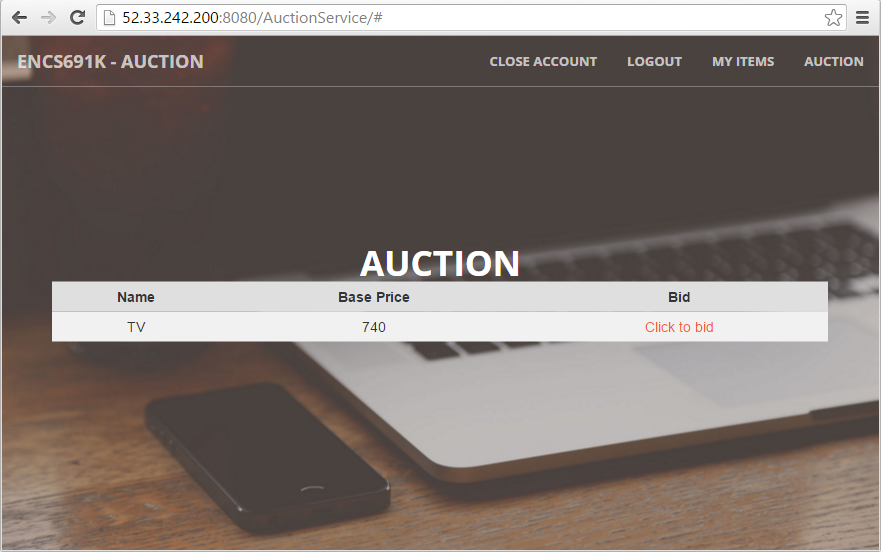 52.33.242.200:8080/AuctionService/#
ENCS691K - AUCTION CLOSE ACCOUNT LOGOUT MY ITEMS AUCTION
AUCTION
Name Base Price Bid
TV 740 Click to bid